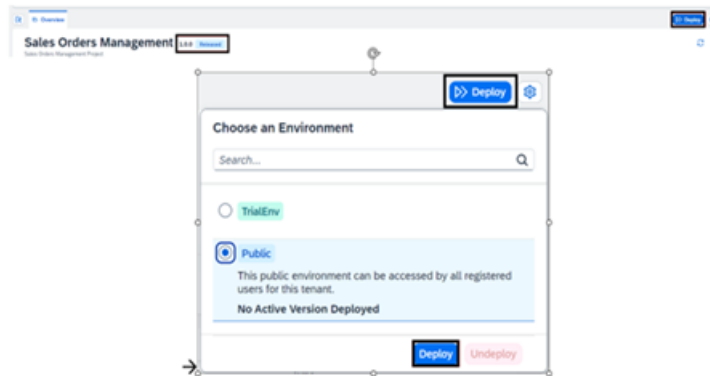 Overview
Deploy
Sales Orders Management 1.0.0 Released
Sales Orders Management Project
Deploy
Choose an Environment
Search...
TrialEnv
Public
This public environment can be accessed by all registered
users for this tenant.
No Active Version Deployed
Deploy Undeploy